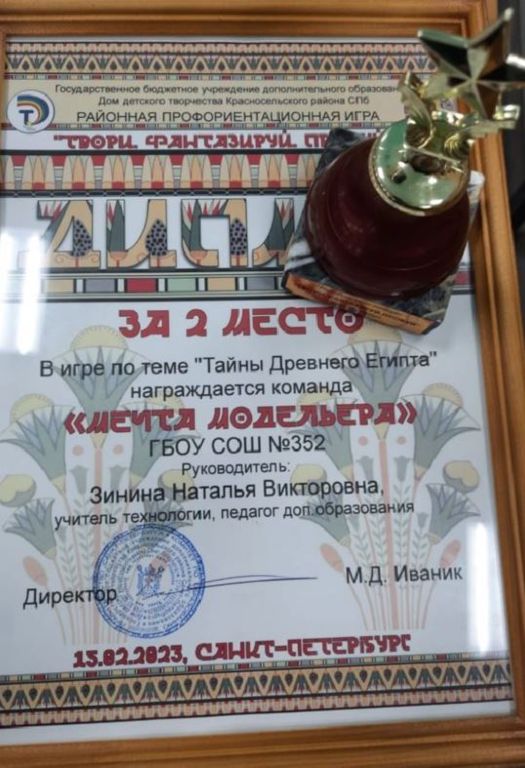 Государственное бюджетное учреждение дополнительного
Дом детского творчества Красносельского района СПб
РАЙОННАЯ ПРОФОРИЕНТАЦИОННАЯ ИГРА
"ТВОРИ, ФАНТАЗИРУЙ,
ЗА 2 МЕСТО
В игре по теме "Тайны Древнего Египта"
награждается команда
«МЕЧТА МОДЕЛЬЕРА»
ГБОУ СОШ №352
Руководитель:
Зинина Наталья Викторовна,
учитель технологии, педагог доп.образования
Директор М.Д. Иваник
15.02.2023, САНКТ-ПЕТЕРБУРГ